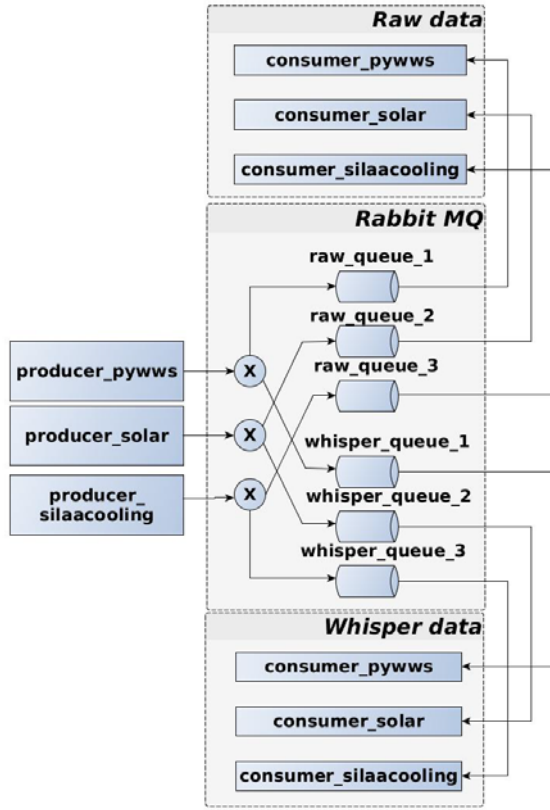 Raw data
consumer_pywws
consumer_solar
consumer_silaacooling
Rabbit MQ
raw_queue_1
raw_queue_2
raw_queue_3
producer_pywws
X
producer_solar
X
producer_
silaacooling
X
whisper_queue_1
whisper_queue_2
whisper_queue_3
Whisper data
consumer_pywws
consumer_solar
consumer_silaacooling